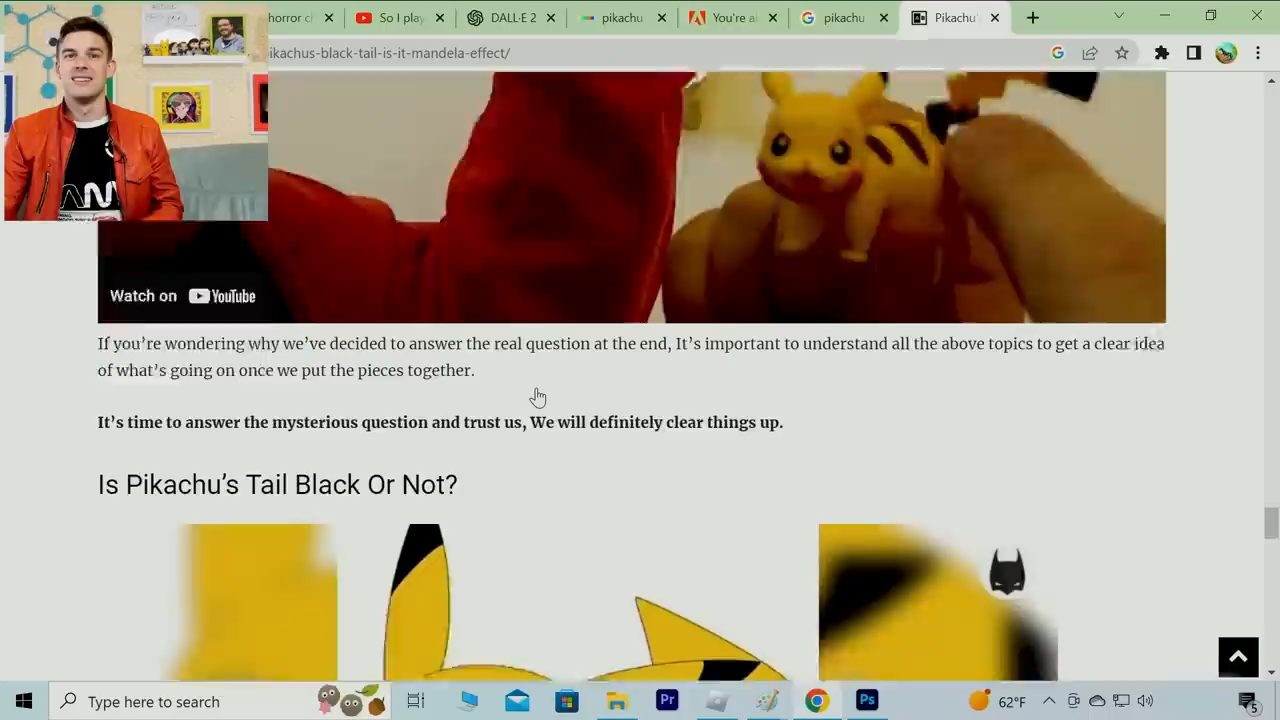 horror cl
So I play
DALL·E 2
pikachu
You're al
pikachu
Pikachu'
ikachus-black-tail-is-it-mandela-effect/
Watch on YouTube
If you're wondering why we've decided to answer the real question at the end, It's important to understand all the above topics to get a clear idea
of what's going on once we put the pieces together.
It's time to answer the mysterious question and trust us, We will definitely clear things up.
Is Pikachu's Tail Black Or Not?
Type here to search
Pr
Ps
62°F
5